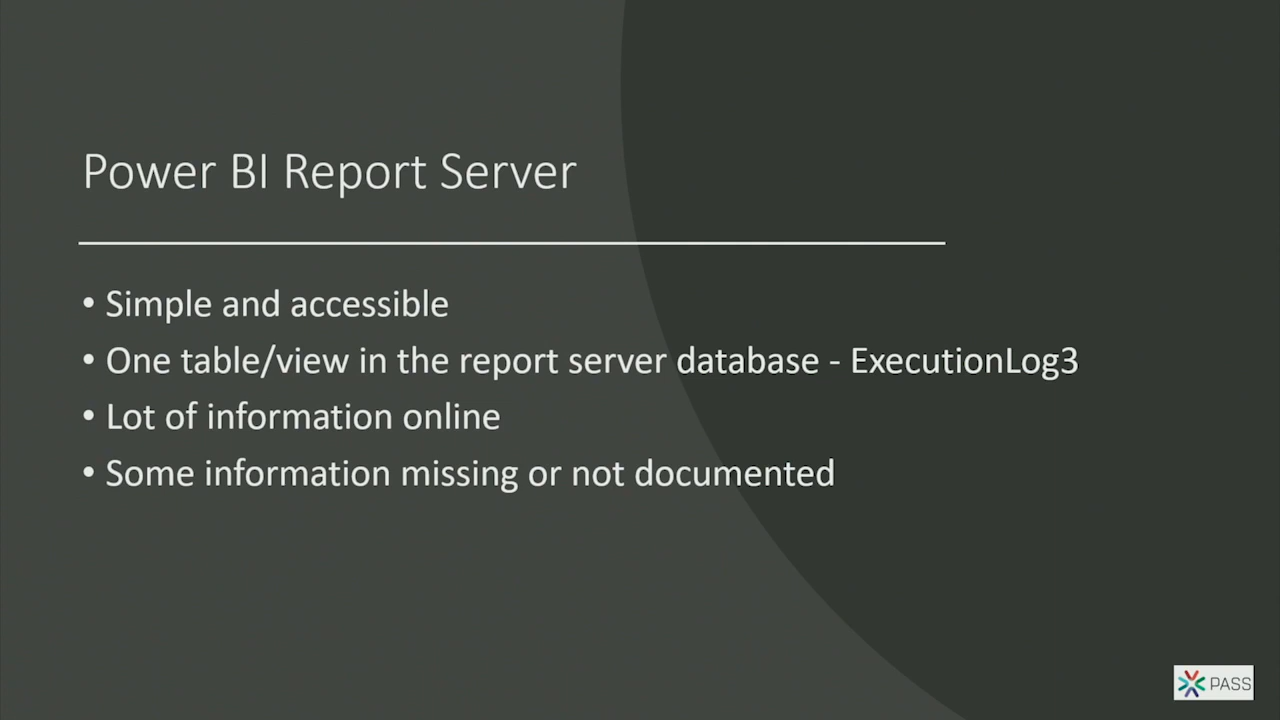 Power BI Report Server
• Simple and accessible
• One table/view in the report server database - ExecutionLog3
• Lot of information online
• Some information missing or not documented
PASS